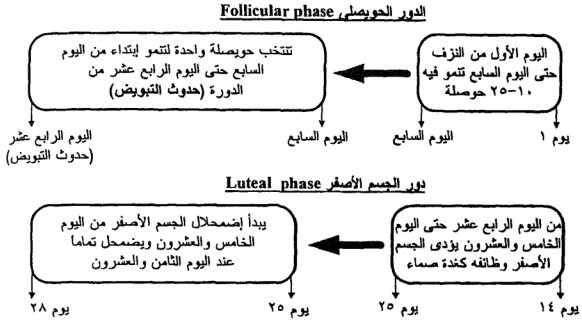 الدور الحويصلي Follicular phase
اليوم الأول من النزف
حتى اليوم السابع تنمو فيه
١٠-٢٥ حوصلة
تنتخب حويصلة واحدة لتنمو إبتداء من اليوم
السابع حتى اليوم الرابع عشر من
الدورة (حدوث التبويض)
يوم ١
اليوم السابع
اليوم السابع
اليوم الرابع عشر
(حدوث التبويض)
دور الجسم الأصفر Luteal phase
من اليوم الرابع عشر حتى اليوم
الخامس والعشرون يؤدى الجسم
الأصفر وظائفه كغدة صماء
يبدأ إضمحلال الجسم الأصفر من اليوم
الخامس والعشرون ويضمحل تماماً
عند اليوم الثامن والعشرون
يوم ١٤
يوم ٢٥
يوم ٢٥
يوم ٢٨